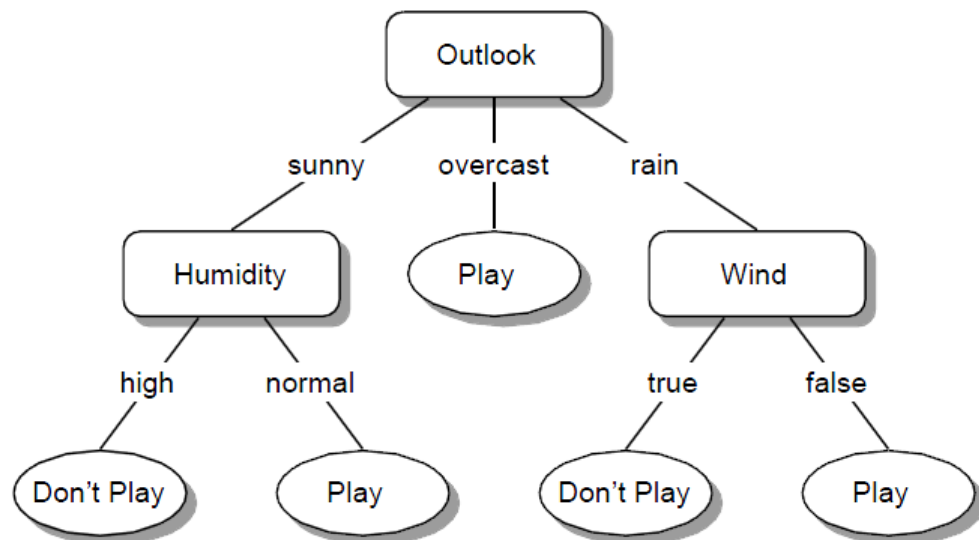 Outlook
sunny overcast rain
Humidity Play Wind
high normal true false
Don’t Play Play Don’t Play Play